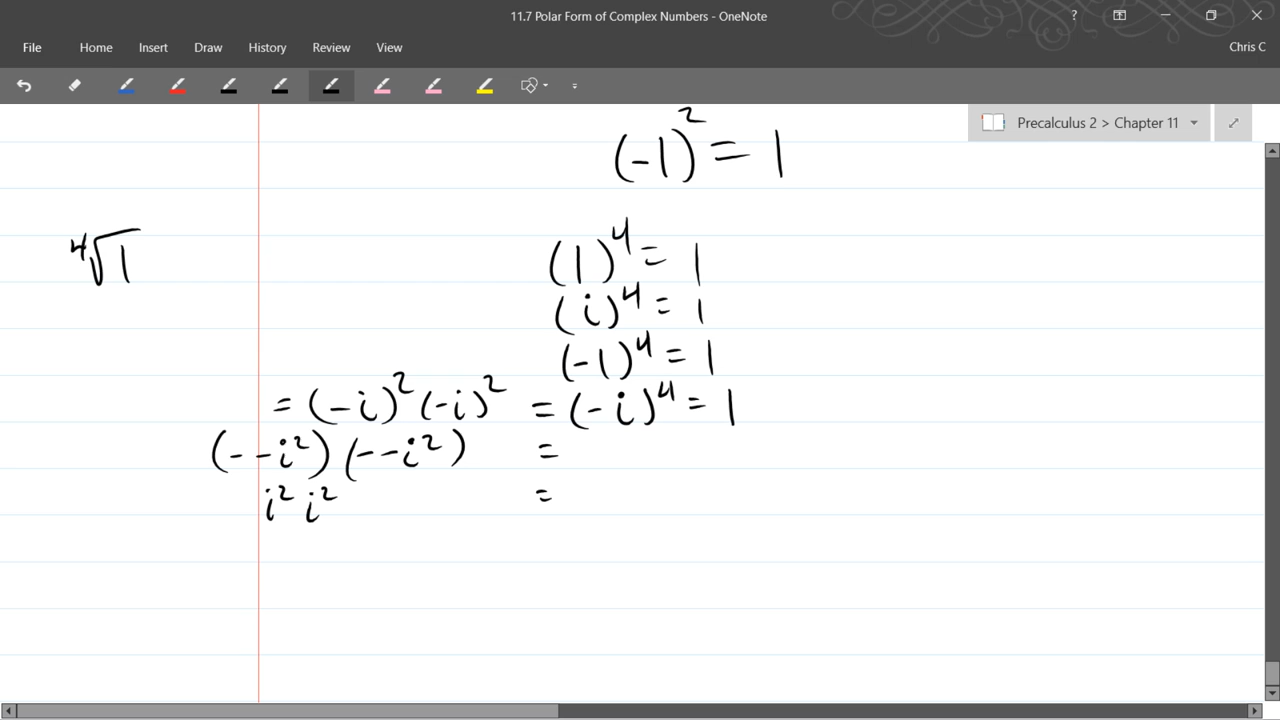 11.7 Polar Form of Complex Numbers - OneNote
?
File Home Insert Draw History Review View
Chris C
Precalculus 2 > Chapter 11
(-1)² = 1
⁴√1
(1)⁴ = 1
(i)⁴ = 1
(-1)⁴ = 1
= (-i)² (-i)² = (-i)⁴ = 1
(--i²) (--i²) =
i² i² =